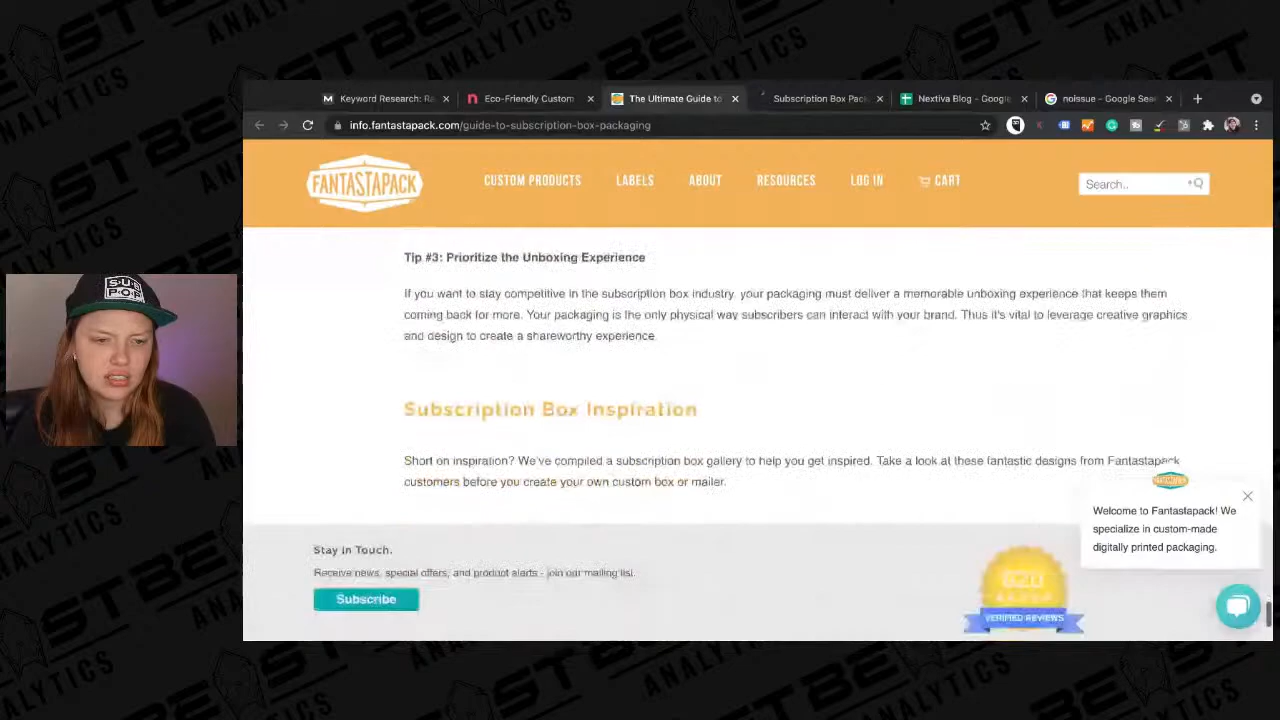 Keyword Research: Ra
Eco-Friendly Custom
The Ultimate Guide to
Subscription Box Pac
Nextiva Blog - Google
noissue - Google Sea
info.fantastapack.com/guide-to-subscription-box-packaging
FANTASTAPACK
CUSTOM PRODUCTS
LABELS
ABOUT
RESOURCES
LOG IN
CART
Search..
Tip #3: Prioritize the Unboxing Experience
If you want to stay competitive in the subscription box industry, your packaging must deliver a memorable unboxing experience that keeps them
coming back for more. Your packaging is the only physical way subscribers can interact with your brand. Thus it's vital to leverage creative graphics
and design to create a shareworthy experience.
Subscription Box Inspiration
Short on inspiration? We've compiled a subscription box gallery to help you get inspired. Take a look at these fantastic designs from Fantastapack
customers before you create your own custom box or mailer.
Welcome to Fantastapack! We
specialize in custom-made
digitally printed packaging.
Stay in Touch.
Receive news, special offers, and product alerts - join our mailing list.
Subscribe
VERIFIED REVIEWS
SUB
POP
ANALYTICS
ANALYTICS
ANALYTICS
ANALYTICS